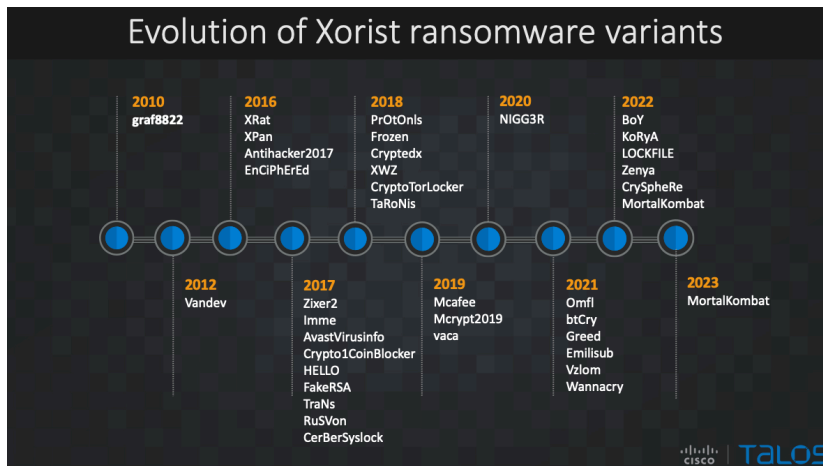 Evolution of Xorist ransomware variants
2010
graf8822
2016
XRat
XPan
Antihacker2017
EnCiPhErEd
2018
PrOtOnIs
Frozen
Cryptedx
XWZ
CryptoTorLocker
TaRoNis
2020
NIGG3R
2022
BoY
KoRyA
LOCKFILE
Zenya
CrySpheRe
MortalKombat
2012
Vandev
2017
Zixer2
Imme
AvastVirusinfo
Crypto1CoinBlocker
HELLO
FakeRSA
TraNs
RuSVon
CerBerSyslock
2019
Mcafee
Mcrypt2019
vaca
2021
Omfl
btCry
Greed
Emilisub
Vzlom
Wannacry
2023
MortalKombat
CISCO
TALOS